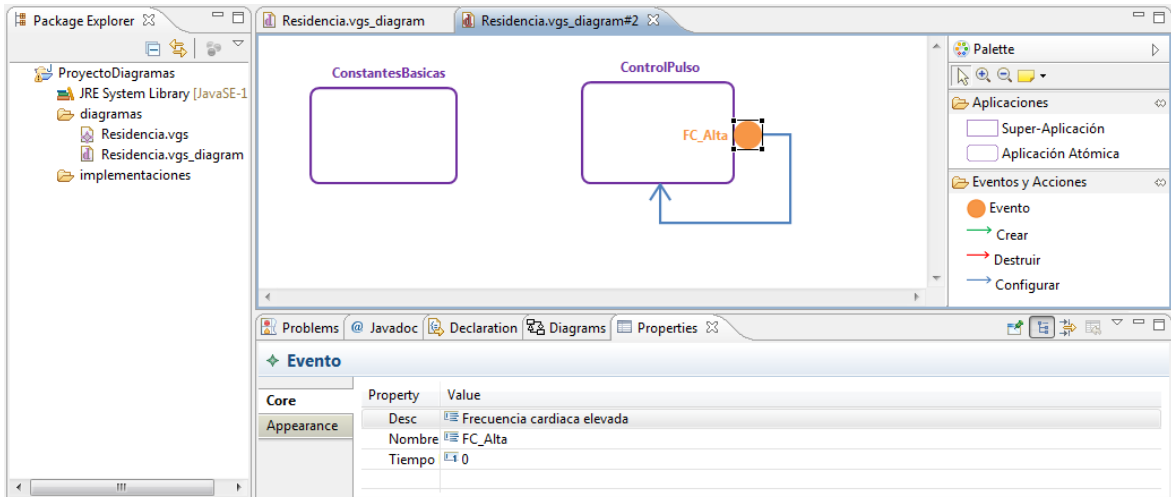 Package Explorer
ProyectoDiagramas
JRE System Library [JavaSE-1
diagramas
Residencia.vgs
Residencia.vgs_diagram
implementaciones
Residencia.vgs_diagram
Residencia.vgs_diagram#2
ConstantesBasicas
ControlPulso
FC_Alta
Palette
Aplicaciones
Super-Aplicación
Aplicación Atómica
Eventos y Acciones
Evento
Crear
Destruir
Configurar
Problems @ Javadoc Declaration Diagrams Properties
Evento
Core
Appearance
Property Value
Desc Frecuencia cardiaca elevada
Nombre FC_Alta
Tiempo 0